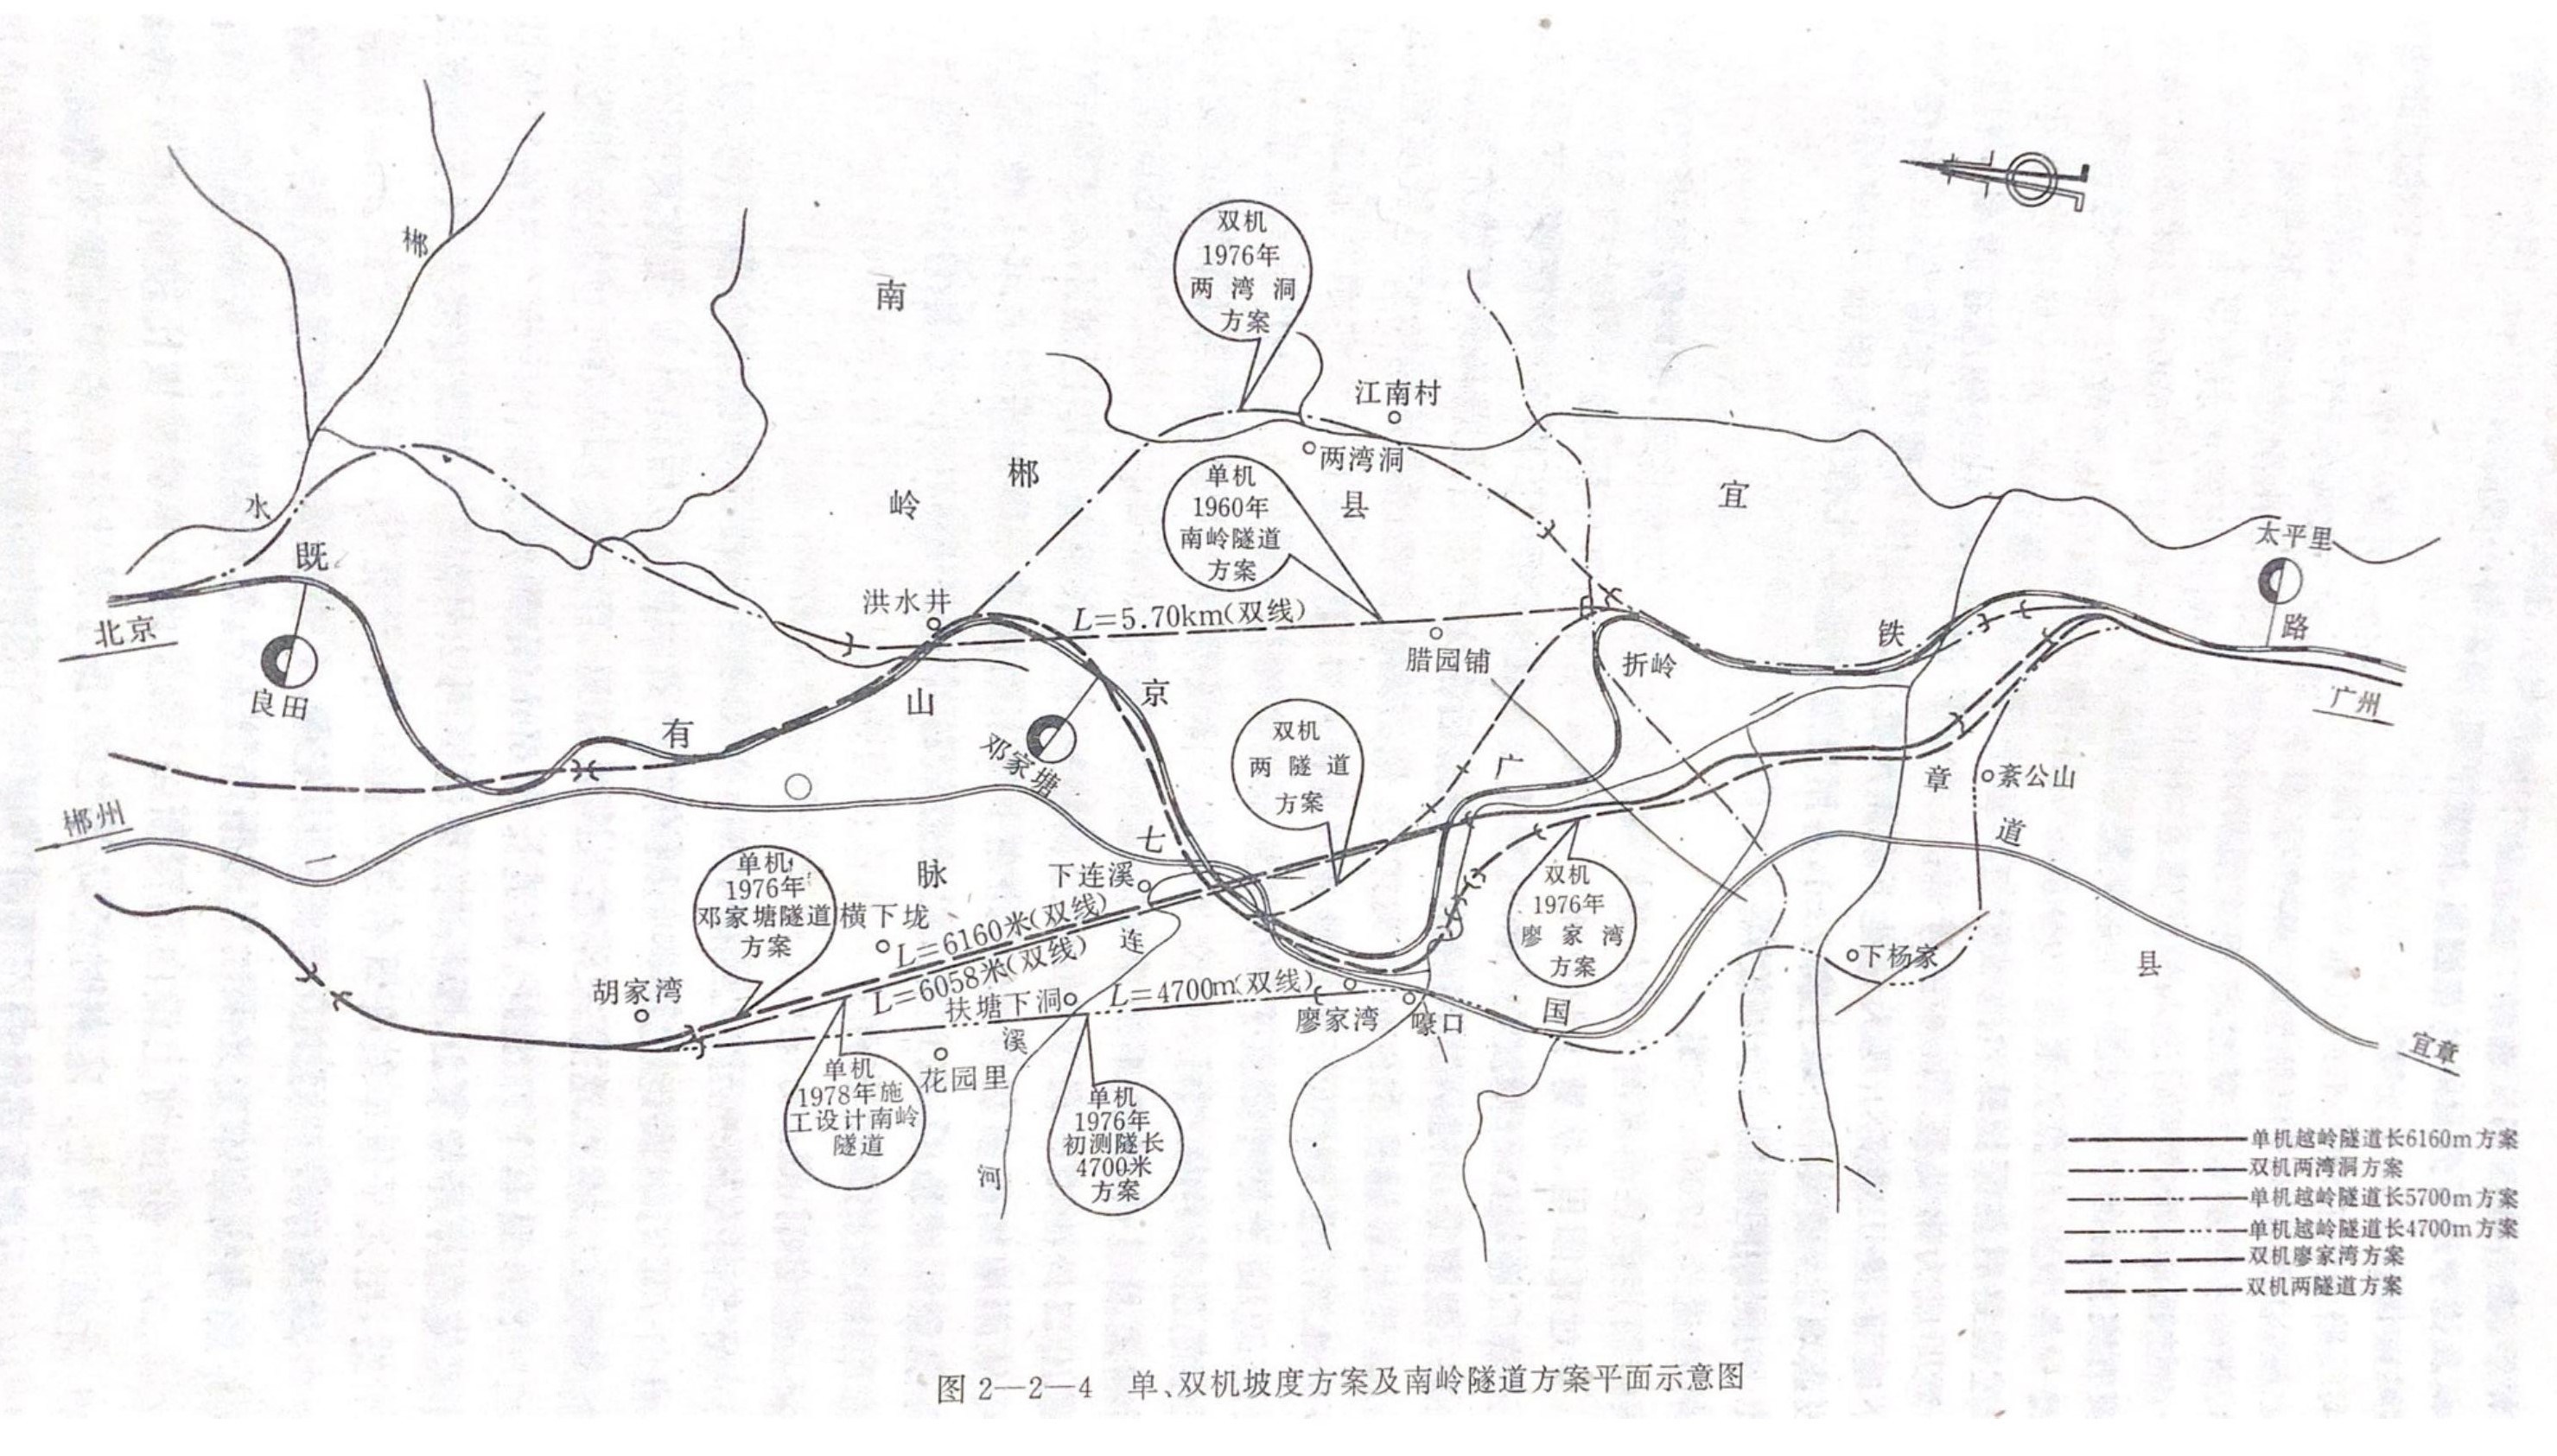 郴
水
南
岭
山
脉
郴
县
宜
章
县
双机
1976年
两湾洞
方案
江南村
两湾洞
单机
1960年
南岭隧道
方案
L=5.70km(双线)
洪水井
腊园铺
折岭
太平里
既
有
京
广
铁
路
北京
良田
广州
邓家塘
双机
两隧道
方案
郴州
七
一
国
道
紊公山
单机
1976年
邓家塘隧道
方案
横下垅
下连溪
L=6160米(双线)
L=6058米(双线)
连
溪
河
双机
1976年
廖家湾
方案
下杨家
胡家湾
扶塘下洞
L=4700m(双线)
廖家湾
嚎口
宜章
单机
1978年施
工设计南岭
隧道
花园里
单机
1976年
初测隧长
4700米
方案
单机越岭隧道长6160m方案
双机两湾洞方案
单机越岭隧道长5700m方案
单机越岭隧道长4700m方案
双机廖家湾方案
双机两隧道方案
图2—2—4 单、双机坡度方案及南岭隧道方案平面示意图